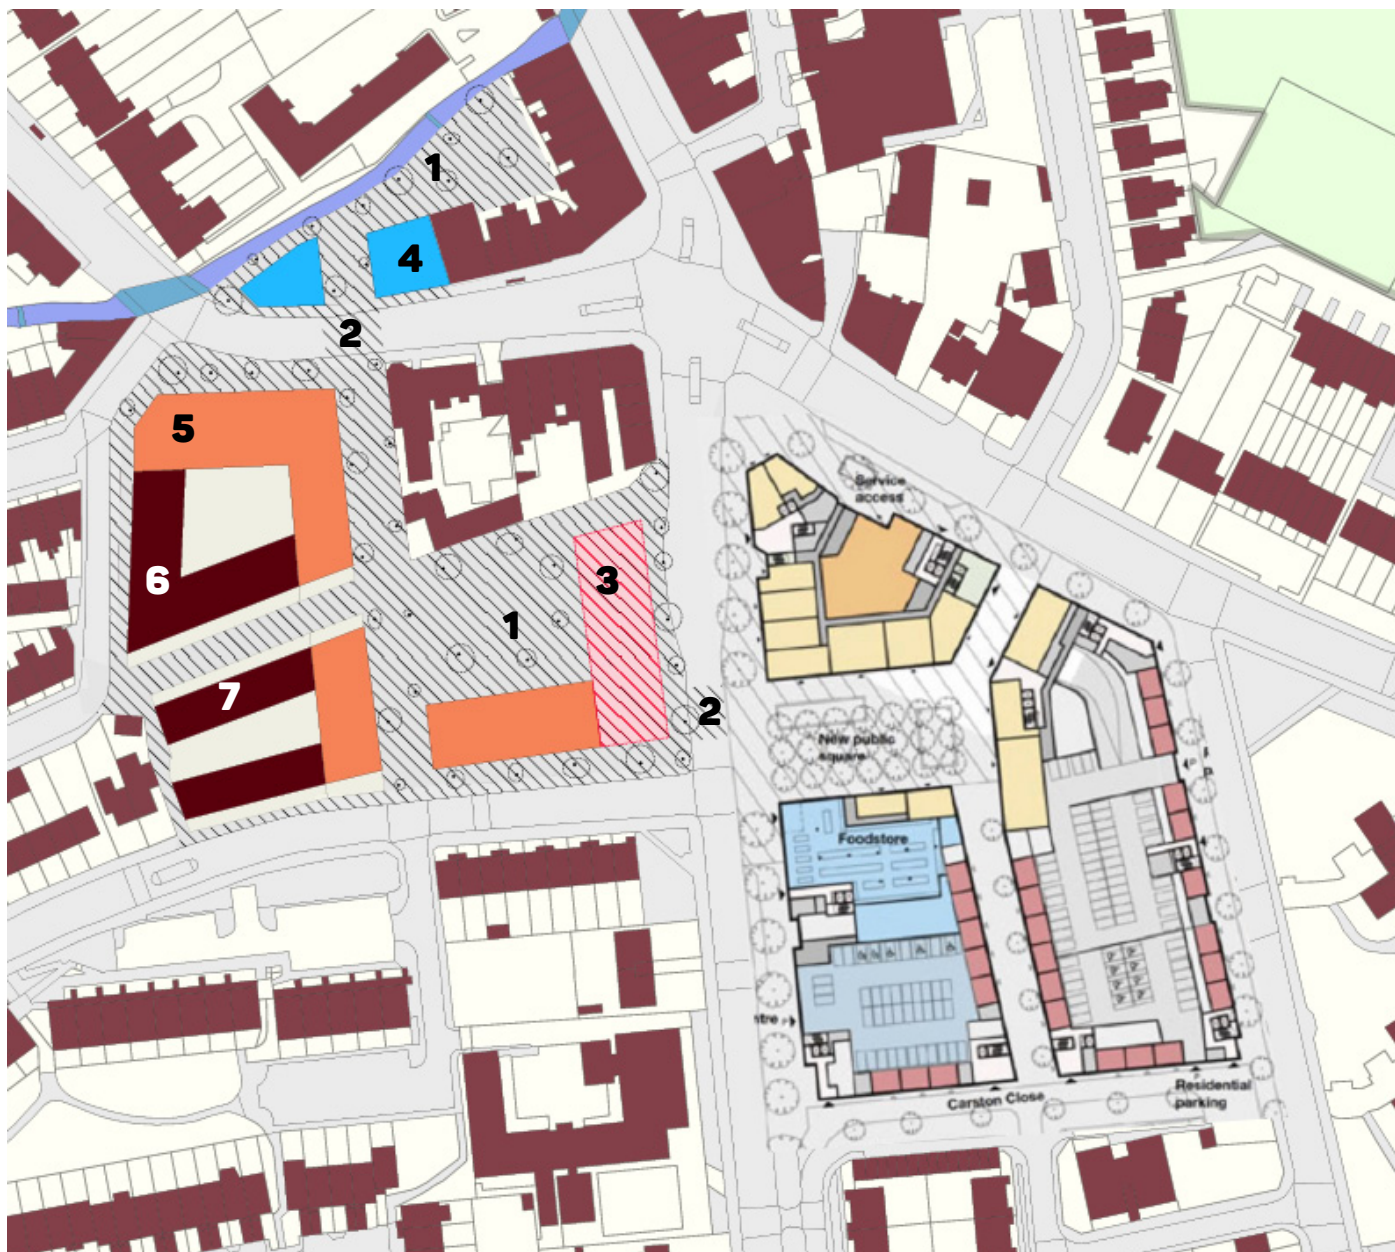 1
4
2
5
Service
access
6
3
1
7
2
New public
square
Foodstore
ntre
Carston Close
Residential
parking